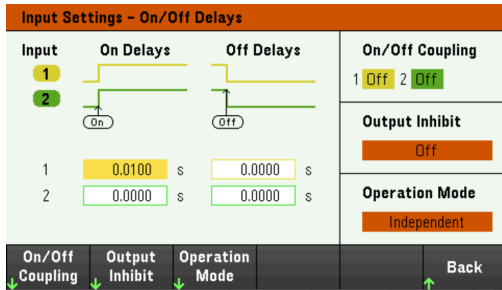 Input Settings - On/Off Delays
Input On Delays Off Delays
1
2
On Off
1 0.0100 s 0.0000 s
2 0.0000 s 0.0000 s
On/Off Coupling
1 Off 2 Off
Output Inhibit
Off
Operation Mode
Independent
On/Off Coupling
Output Inhibit
Operation Mode
Back